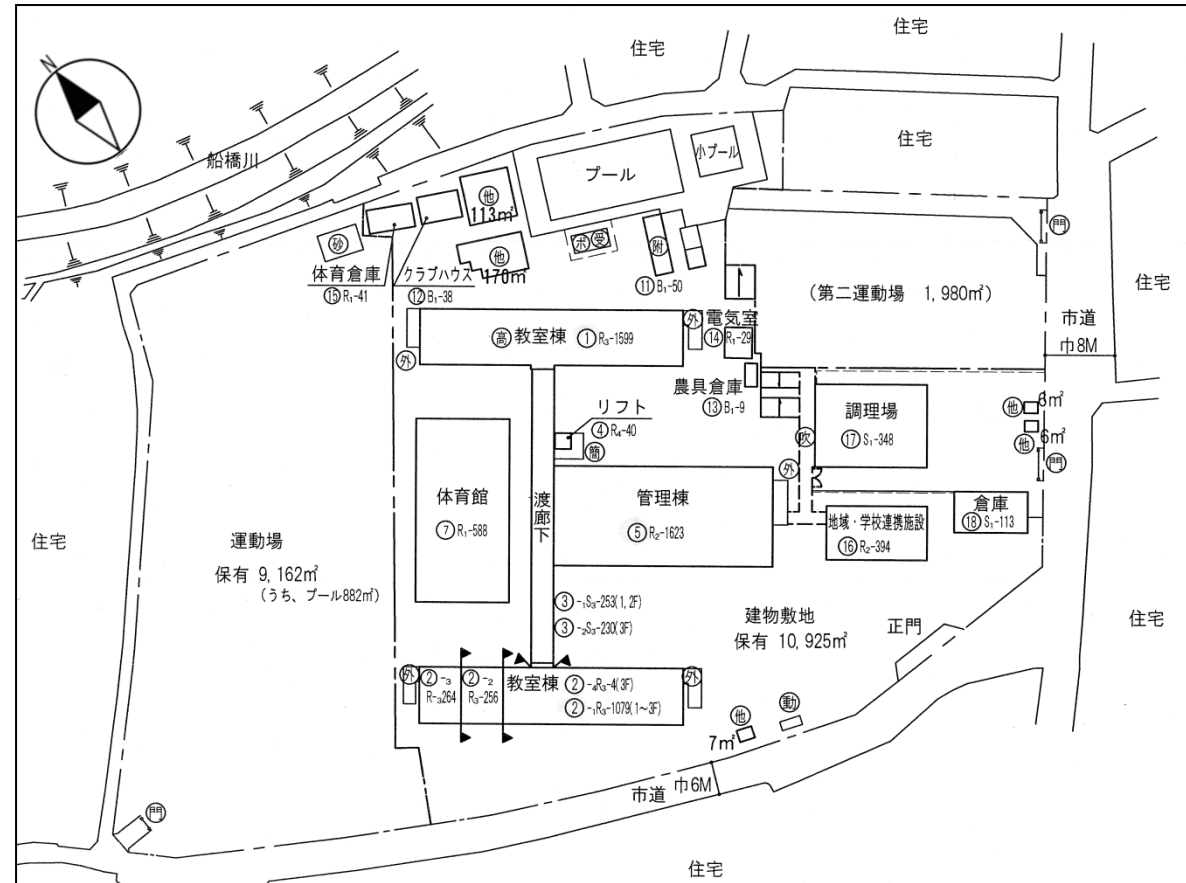 住宅
住宅
N
住宅
船橋川
プール
小プール
他
113㎡
砂
他
170㎡
ポ 受
附
門
体育倉庫
⑮ R₁-41
クラブハウス
⑫ B₁-38
⑪ B₁-50
(第二運動場 1,980㎡)
住宅
市道
巾8M
外
電気室
⑭ R₁-29
高 教室棟 ① R₃-1599
外
農具倉庫
⑬ B₁-9
リフト
④ R₄-40
簡
調理場
⑰ S₁-348
吹
外
他
6㎡
他
6㎡
門
体育館
⑦ R₁-588
渡廊下
管理棟
⑤ R₂-1623
倉庫
⑱ S₁-113
地域・学校連携施設
⑯ R₂-394
住宅
運動場
保有 9,162㎡
(うち、プール882㎡)
③-₁S₃-253(1,2F)
③-₂S₃-230(3F)
建物敷地
保有 10,925㎡
正門
住宅
外
②-₃
R-₃264
②-₂
R₃-256
教室棟
②-₄R₃-4(3F)
②-₁R₃-1079(1～3F)
外
他
7㎡
動
門
市道 巾6M
住宅